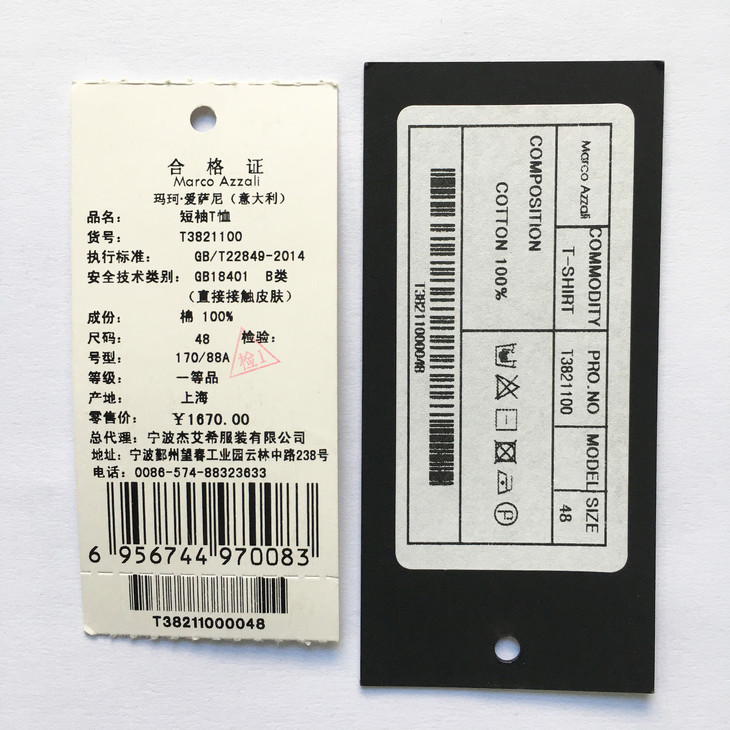 合格证
Marco Azzali
玛珂·爱萨尼（意大利）
品名： 短袖T恤
货号： T3821100
执行标准： GB/T22849-2014
安全技术类别： GB18401 B类
（直接接触皮肤）
成份： 棉 100%
尺码： 48 检验：
号型： 170/88A
检1
等级： 一等品
产地： 上海
零售价： ￥1670.00
总代理：宁波杰艾希服装有限公司
地址：宁波鄞州望春工业园云林中路238号
电话：0086-574-88323633
6 956744 970083
T38211000048
Marco Azzali
COMMODITY PRO.NO MODEL SIZE
T-SHIRT T3821100 48
COMPOSITION
COTTON 100%
T38211000048